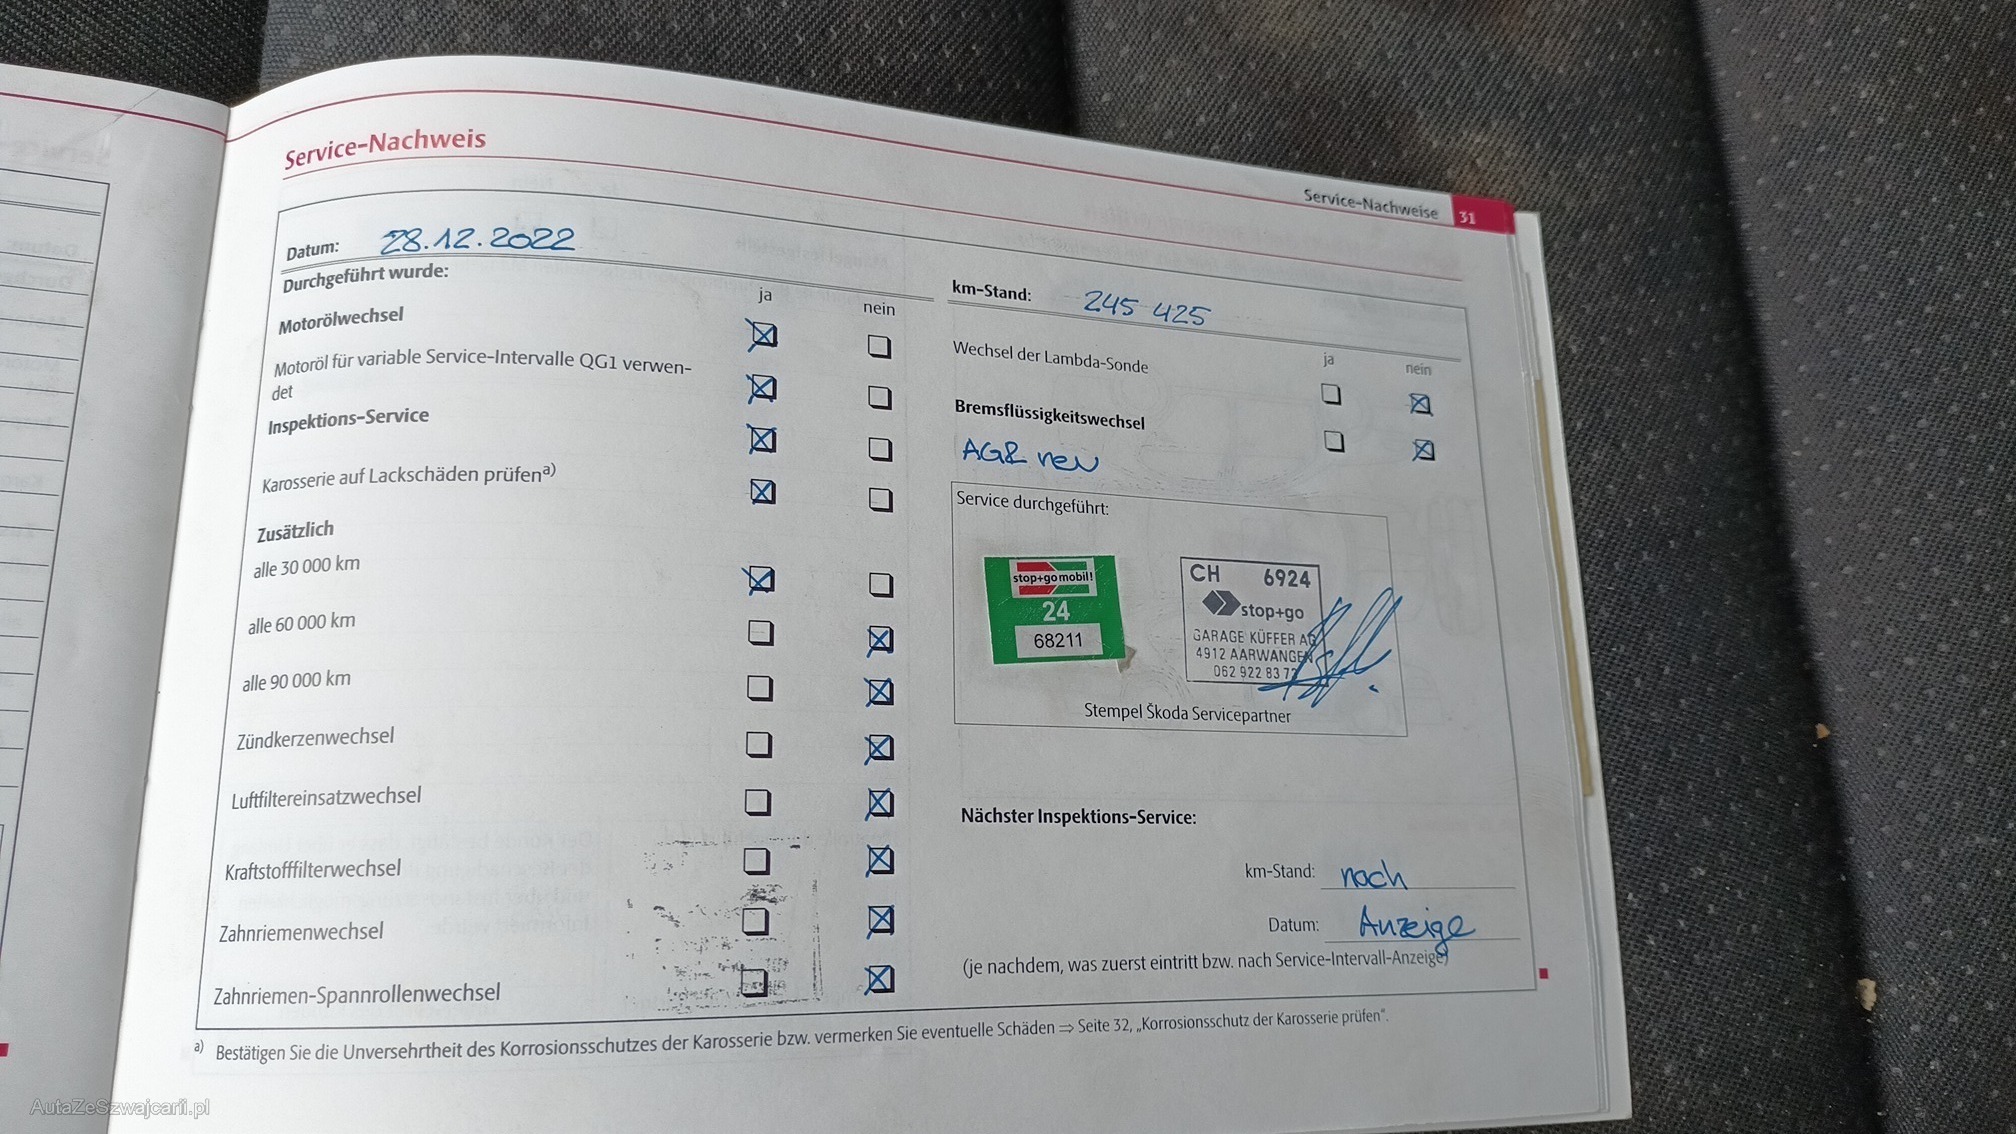 Service-Nachweise 31
Service-Nachweis
Datum: 28.12.2022
Durchgeführt wurde:
ja nein
Motorölwechsel
Motoröl für variable Service-Intervalle QG1 verwen-
det
Inspektions-Service
Karosserie auf Lackschäden prüfen a)
Zusätzlich
alle 30 000 km
alle 60 000 km
alle 90 000 km
Zündkerzenwechsel
Luftfiltereinsatzwechsel
Kraftstofffilterwechsel
Zahnriemenwechsel
Zahnriemen-Spannrollenwechsel
km-Stand: 245 425
ja nein
Wechsel der Lambda-Sonde
Bremsflüssigkeitswechsel
AGR neu
Service durchgeführt:
stop+go mobil!
24
68211
CH 6924
stop+go
GARAGE KÜFFER AG
4912 AARWANGEN
062 922 83 72
Stempel Škoda Servicepartner
Nächster Inspektions-Service:
km-Stand: nach
Datum: Anzeige
(je nachdem, was zuerst eintritt bzw. nach Service-Intervall-Anzeige)
a) Bestätigen Sie die Unversehrtheit des Korrosionsschutzes der Karosserie bzw. vermerken Sie eventuelle Schäden ⇒ Seite 32, „Korrosionsschutz der Karosserie prüfen“.
AutaZeSzwajcarii.pl